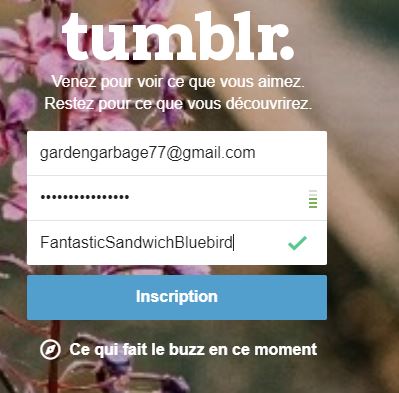 tumblr.
Venez pour voir ce que vous aimez.
Restez pour ce que vous découvrirez.
gardengarbage77@gmail.com
••••••••••••••••
FantasticSandwichBluebird
Inscription
Ce qui fait le buzz en ce moment